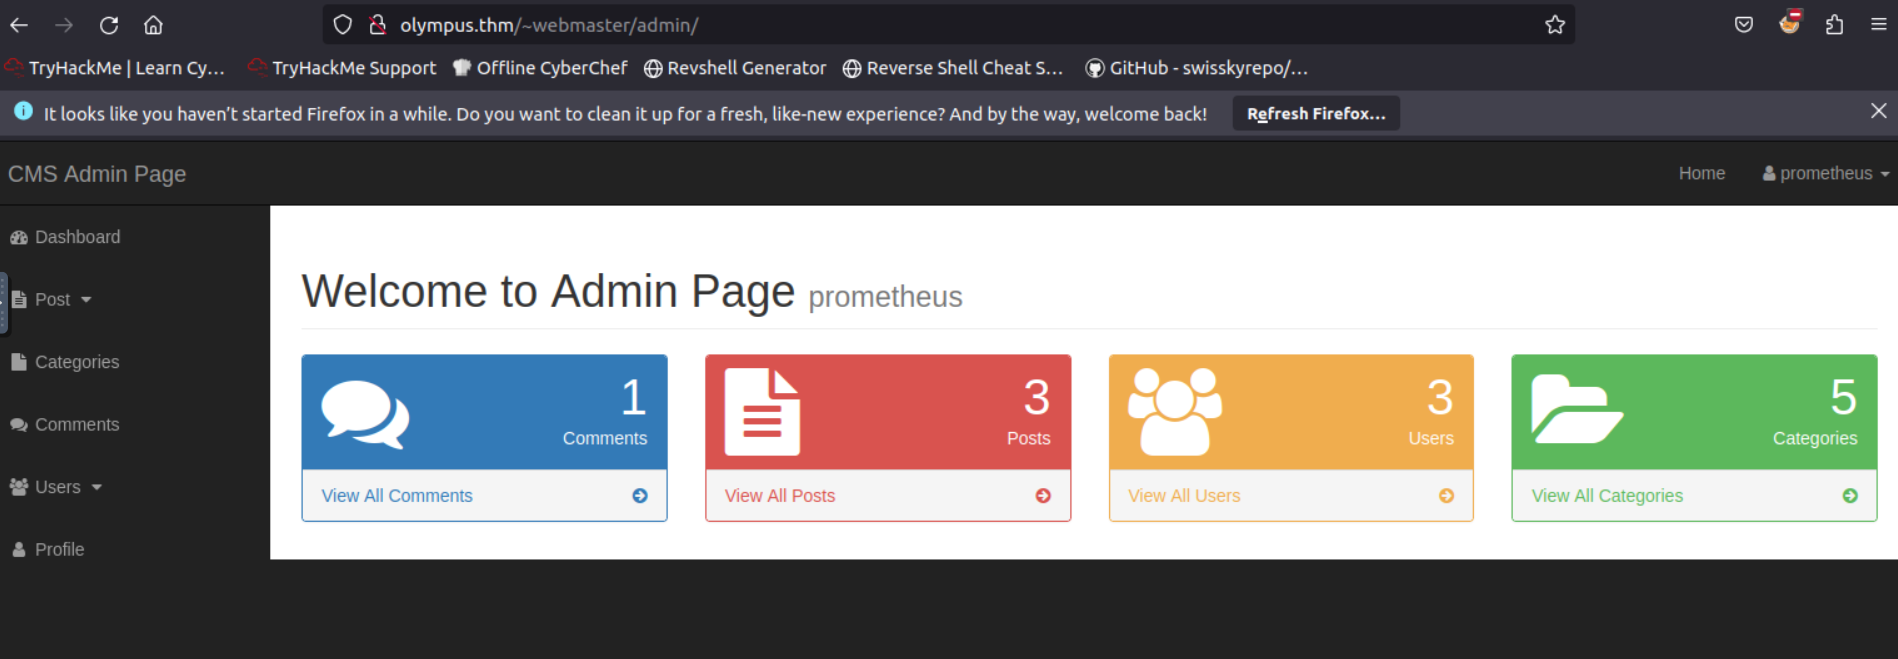 olympus.thm/~webmaster/admin/
TryHackMe | Learn Cy... TryHackMe Support Offline CyberChef Revshell Generator Reverse Shell Cheat S... GitHub - swisskyrepo/...
It looks like you haven't started Firefox in a while. Do you want to clean it up for a fresh, like-new experience? And by the way, welcome back! Refresh Firefox...
CMS Admin Page Home prometheus
Dashboard
Post
Categories
Comments
Users
Profile
Welcome to Admin Page prometheus
1
Comments
View All Comments
3
Posts
View All Posts
3
Users
View All Users
5
Categories
View All Categories